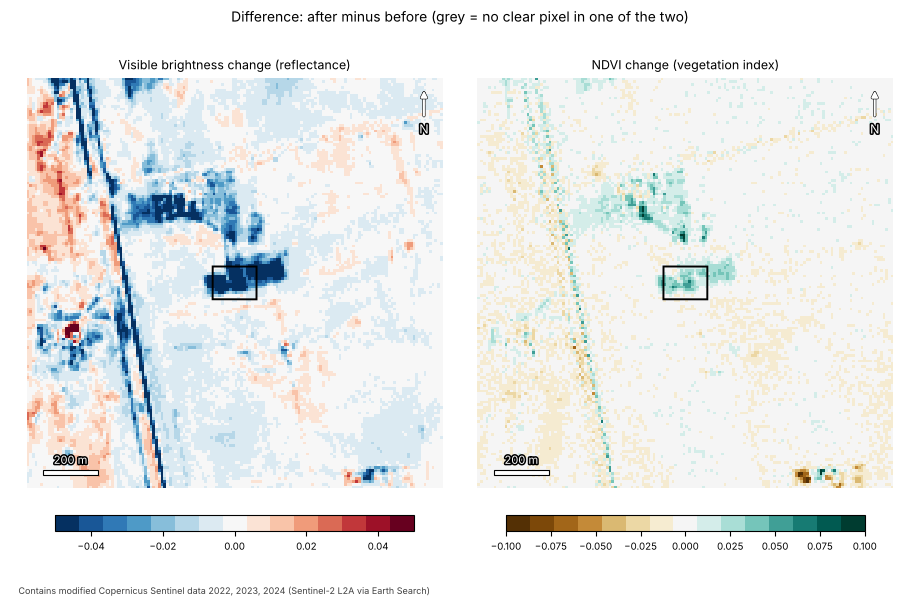 Difference: after minus before (grey = no clear pixel in one of the two)
Visible brightness change (reflectance)
NDVI change (vegetation index)
N
N
200 m
200 m
−0.04
−0.02
0.00
0.02
0.04
−0.100
−0.075
−0.050
−0.025
0.000
0.025
0.050
0.075
0.100
Contains modified Copernicus Sentinel data 2022, 2023, 2024 (Sentinel-2 L2A via Earth Search)